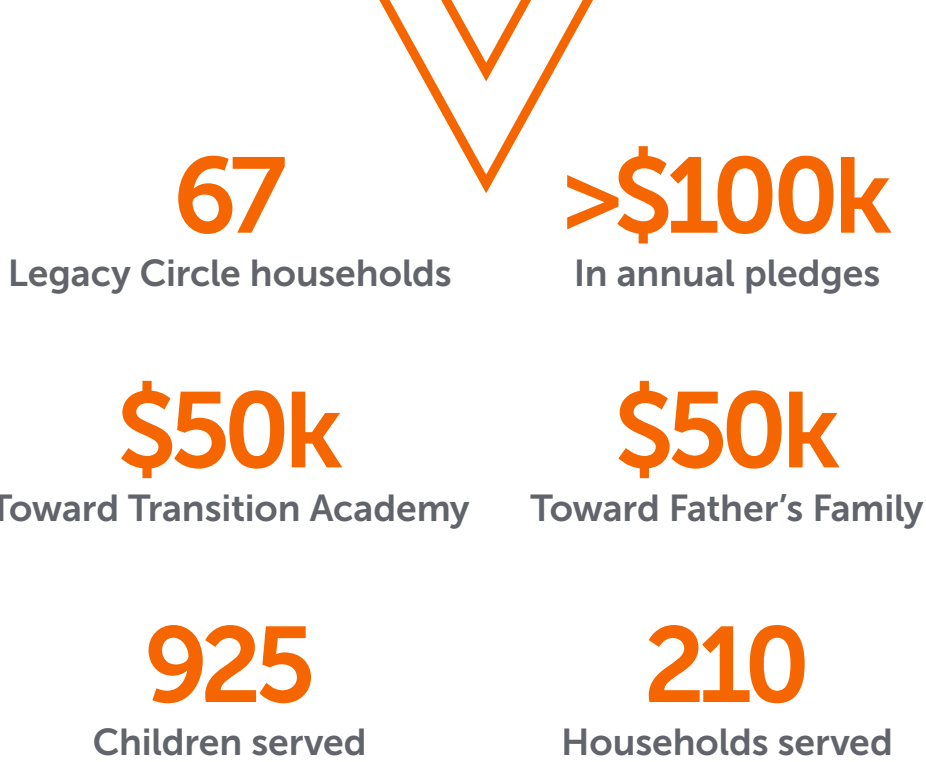 67
Legacy Circle households
>$100k
In annual pledges
$50k
Toward Transition Academy
$50k
Toward Father’s Family
925
Children served
210
Households served